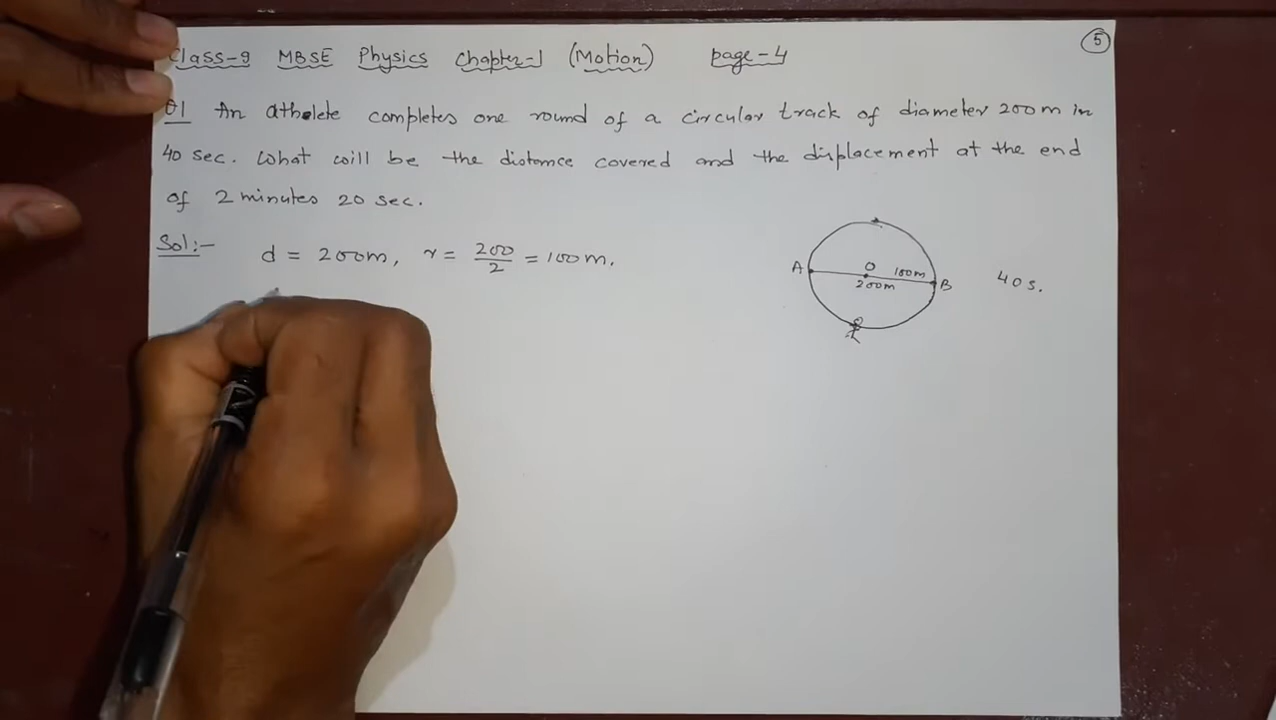 Class-9 MBSE Physics Chapter-1 (Motion) page-4
5
Q1 An athelete completes one round of a circular track of diameter 200m in
40 sec. What will be the distance covered and the displacement at the end
of 2 minutes 20 sec.
Sol:- d = 200m, r = 200/2 = 100m.
A O 100m B
200m
40s.